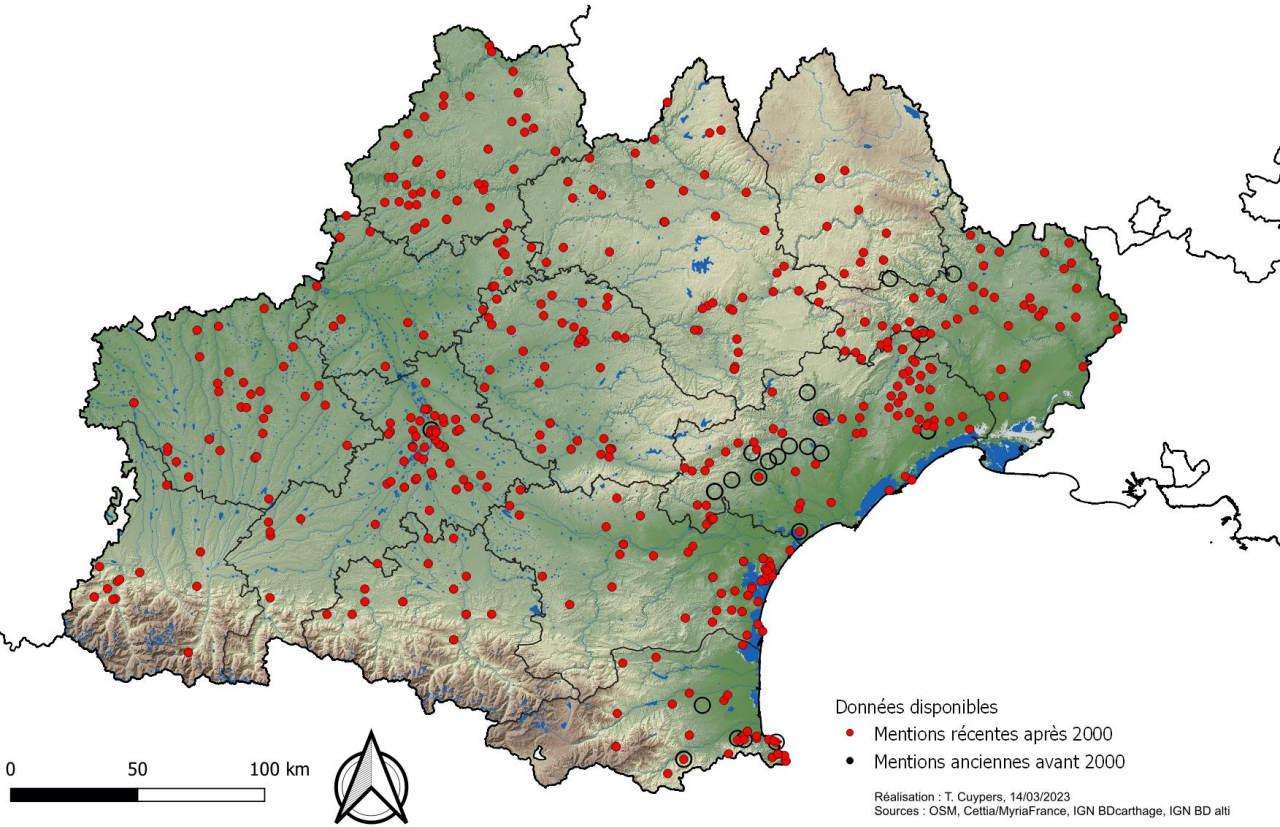 Données disponibles
Mentions récentes après 2000
Mentions anciennes avant 2000
Réalisation : T. Cuypers, 14/03/2023
Sources : OSM, Cettia/MyriaFrance, IGN BDcarthage, IGN BD alti
0 50 100 km